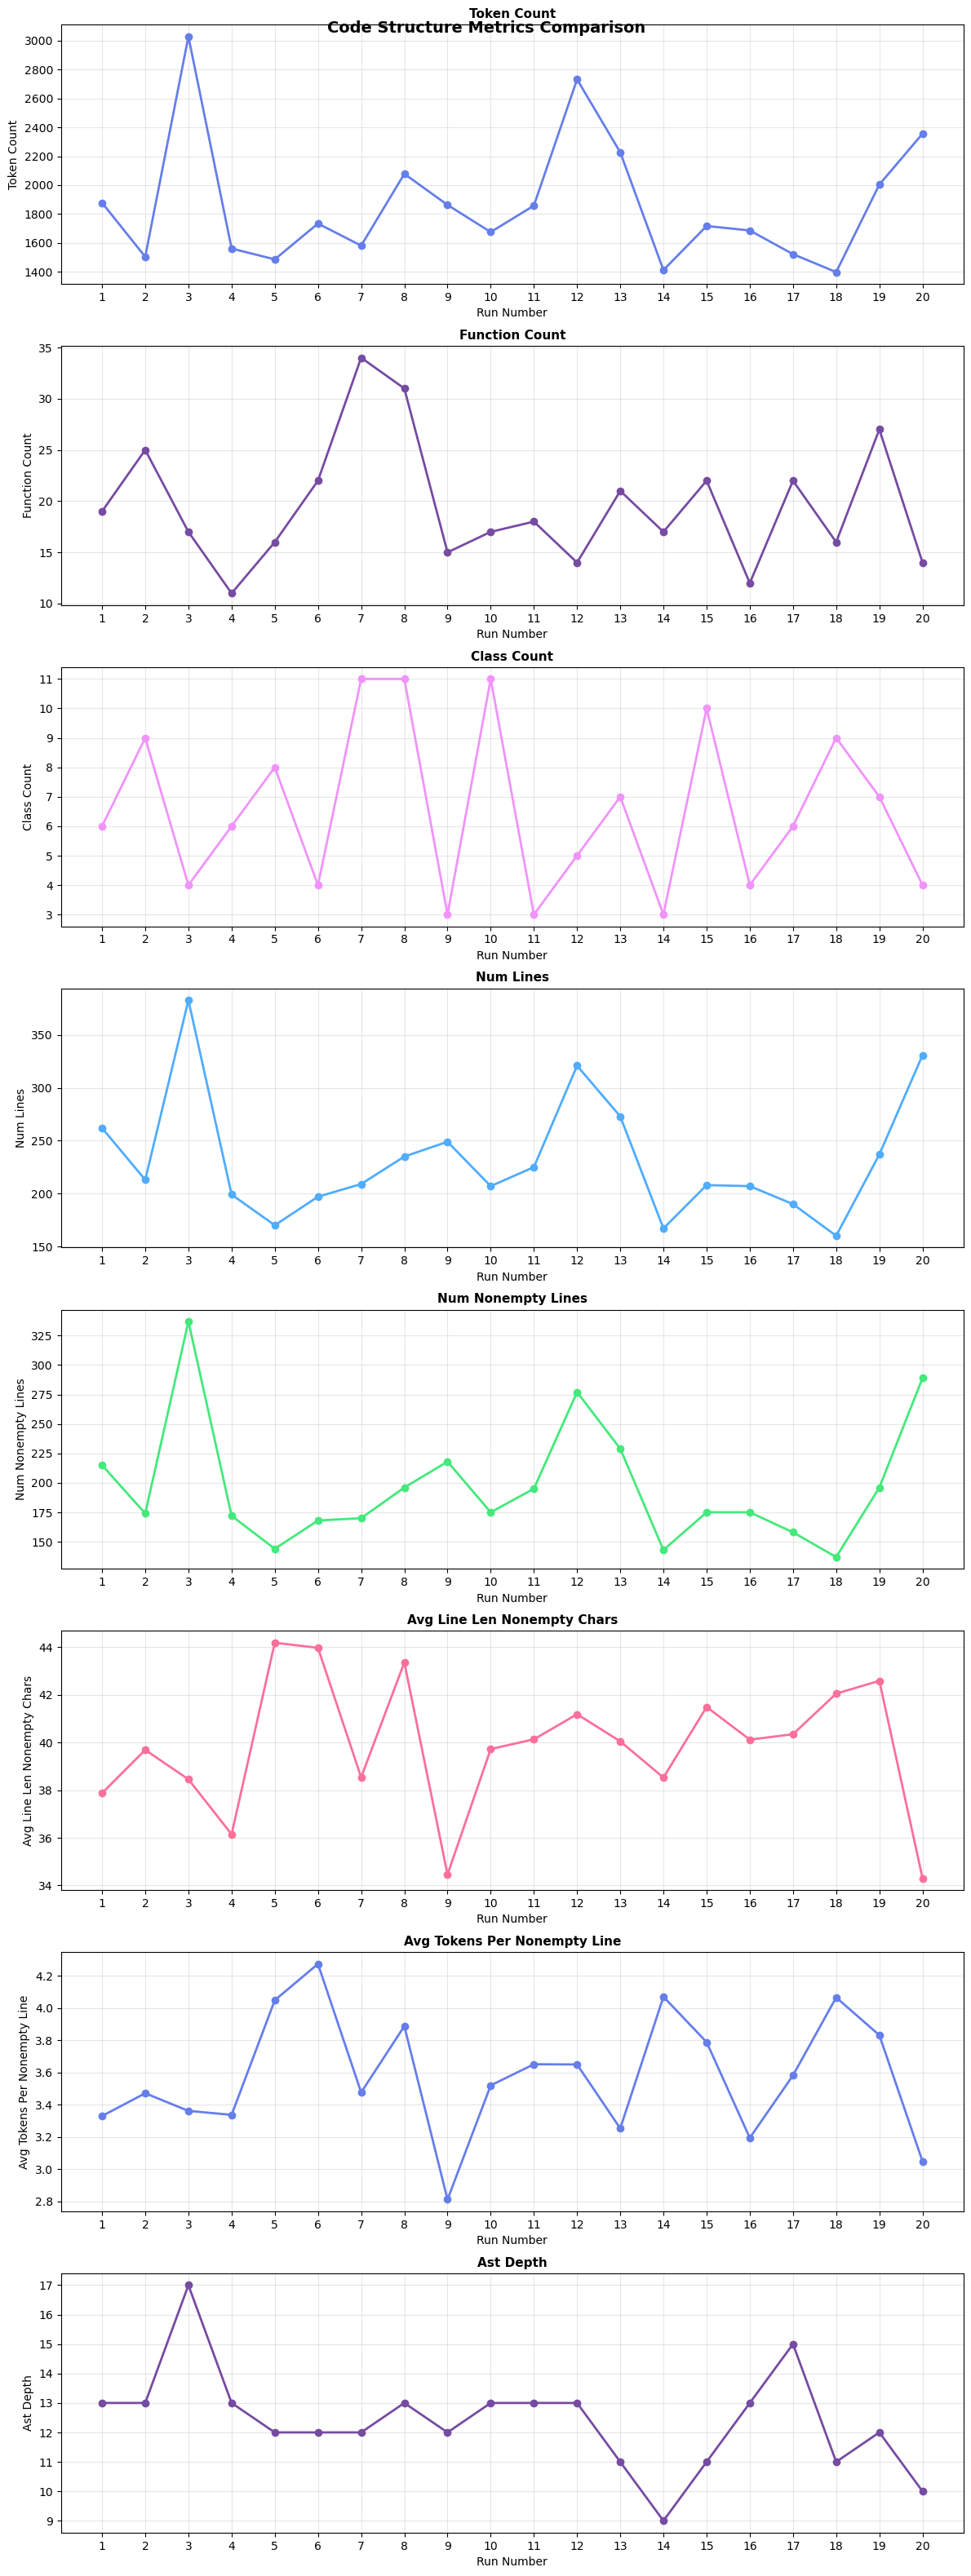 Token Count
Code Structure Metrics Comparison
3000
2800
2600
2400
2200
2000
1800
1600
1400
Token Count
1 2 3 4 5 6 7 8 9 10 11 12 13 14 15 16 17 18 19 20
Run Number
Function Count
35
30
25
20
15
10
Function Count
1 2 3 4 5 6 7 8 9 10 11 12 13 14 15 16 17 18 19 20
Run Number
Class Count
11
10
9
8
7
6
5
4
3
Class Count
1 2 3 4 5 6 7 8 9 10 11 12 13 14 15 16 17 18 19 20
Run Number
Num Lines
350
300
250
200
150
Num Lines
1 2 3 4 5 6 7 8 9 10 11 12 13 14 15 16 17 18 19 20
Run Number
Num Nonempty Lines
325
300
275
250
225
200
175
150
Num Nonempty Lines
1 2 3 4 5 6 7 8 9 10 11 12 13 14 15 16 17 18 19 20
Run Number
Avg Line Len Nonempty Chars
44
42
40
38
36
34
Avg Line Len Nonempty Chars
1 2 3 4 5 6 7 8 9 10 11 12 13 14 15 16 17 18 19 20
Run Number
Avg Tokens Per Nonempty Line
4.2
4.0
3.8
3.6
3.4
3.2
3.0
2.8
Avg Tokens Per Nonempty Line
1 2 3 4 5 6 7 8 9 10 11 12 13 14 15 16 17 18 19 20
Run Number
Ast Depth
17
16
15
14
13
12
11
10
9
Ast Depth
1 2 3 4 5 6 7 8 9 10 11 12 13 14 15 16 17 18 19 20
Run Number